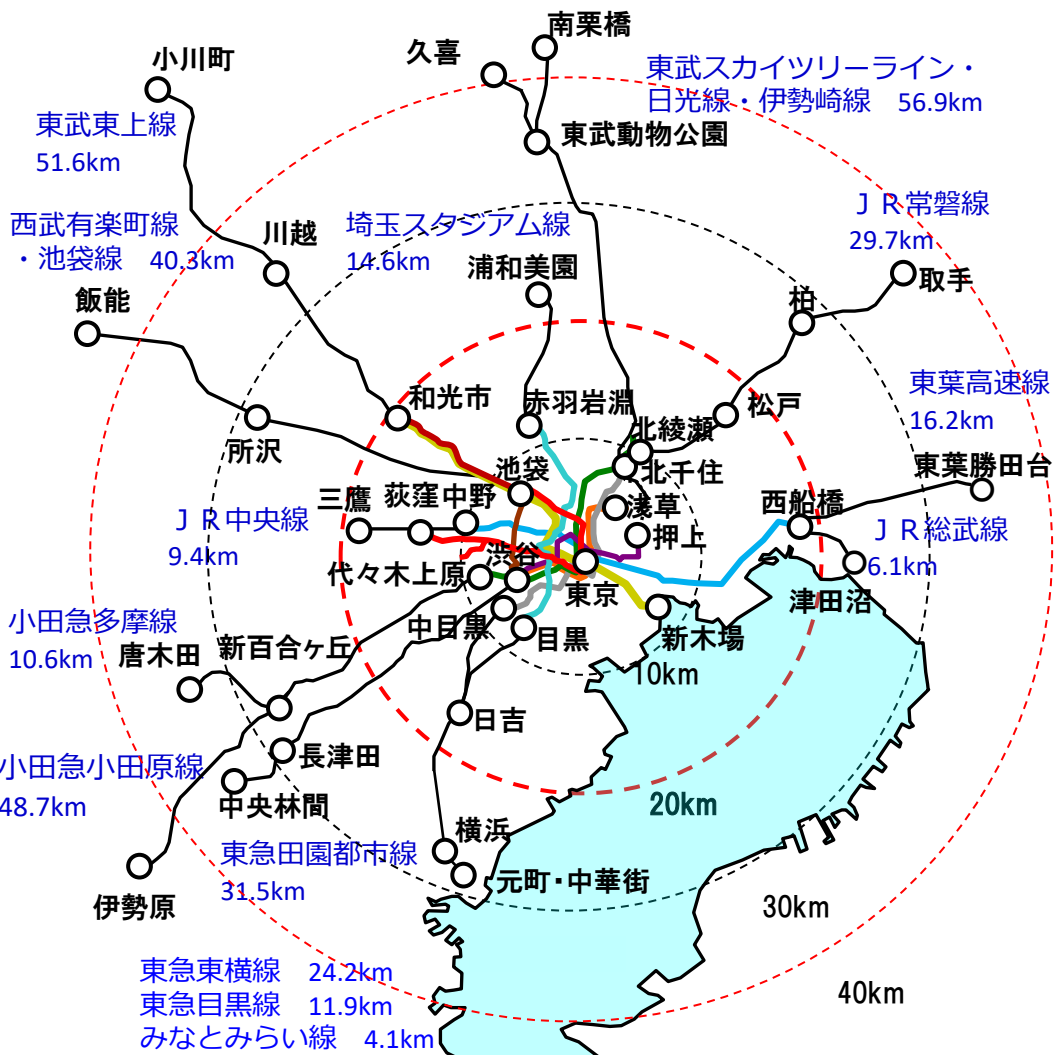 南栗橋
久喜
小川町
東武スカイツリーライン・
日光線・伊勢崎線 56.9km
東武動物公園
東武東上線
51.6km
ＪＲ常磐線
29.7km
西武有楽町線
・池袋線 40.3km
川越
埼玉スタジアム線
14.6km
浦和美園
取手
柏
飯能
東葉高速線
16.2km
和光市
赤羽岩淵
松戸
所沢
北綾瀬
東葉勝田台
池袋
北千住
三鷹
荻窪
中野
浅草
西船橋
ＪＲ中央線
9.4km
押上
ＪＲ総武線
6.1km
渋谷
代々木上原
東京
津田沼
小田急多摩線
10.6km
中目黒
目黒
新木場
唐木田
新百合ヶ丘
10km
日吉
長津田
小田急小田原線
48.7km
中央林間
20km
横浜
東急田園都市線
31.5km
元町・中華街
伊勢原
30km
東急東横線 24.2km
東急目黒線 11.9km
みなとみらい線 4.1km
40km